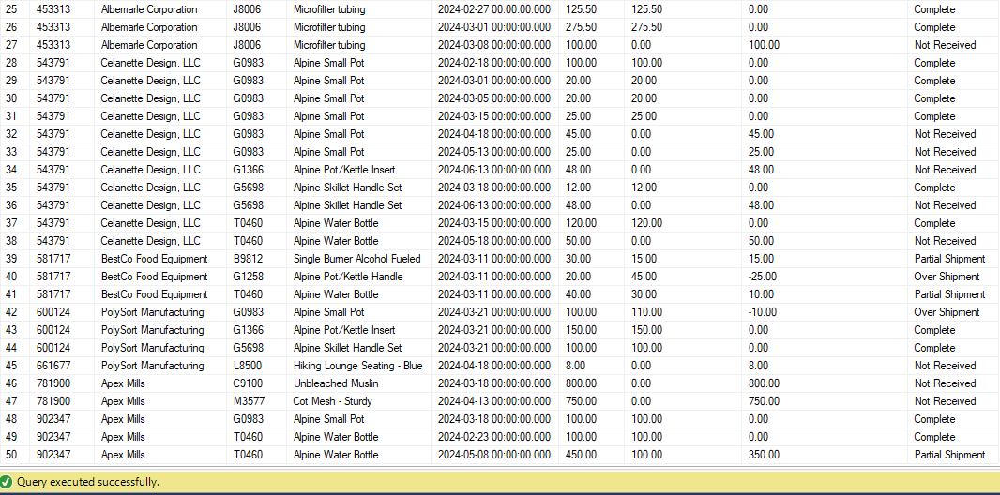 25 453313 Albemarle Corporation J8006 Microfilter tubing 2024-02-27 00:00:00.000 125.50 125.50 0.00 Complete
26 453313 Albemarle Corporation J8006 Microfilter tubing 2024-03-01 00:00:00.000 275.50 275.50 0.00 Complete
27 453313 Albemarle Corporation J8006 Microfilter tubing 2024-03-08 00:00:00.000 100.00 0.00 100.00 Not Received
28 543791 Celanette Design, LLC G0983 Alpine Small Pot 2024-02-18 00:00:00.000 100.00 100.00 0.00 Complete
29 543791 Celanette Design, LLC G0983 Alpine Small Pot 2024-03-01 00:00:00.000 20.00 20.00 0.00 Complete
30 543791 Celanette Design, LLC G0983 Alpine Small Pot 2024-03-05 00:00:00.000 20.00 20.00 0.00 Complete
31 543791 Celanette Design, LLC G0983 Alpine Small Pot 2024-03-15 00:00:00.000 25.00 25.00 0.00 Complete
32 543791 Celanette Design, LLC G0983 Alpine Small Pot 2024-04-18 00:00:00.000 45.00 0.00 45.00 Not Received
33 543791 Celanette Design, LLC G0983 Alpine Small Pot 2024-05-13 00:00:00.000 25.00 0.00 25.00 Not Received
34 543791 Celanette Design, LLC G1366 Alpine Pot/Kettle Insert 2024-06-13 00:00:00.000 48.00 0.00 48.00 Not Received
35 543791 Celanette Design, LLC G5698 Alpine Skillet Handle Set 2024-03-18 00:00:00.000 12.00 12.00 0.00 Complete
36 543791 Celanette Design, LLC G5698 Alpine Skillet Handle Set 2024-06-13 00:00:00.000 48.00 0.00 48.00 Not Received
37 543791 Celanette Design, LLC T0460 Alpine Water Bottle 2024-03-15 00:00:00.000 120.00 120.00 0.00 Complete
38 543791 Celanette Design, LLC T0460 Alpine Water Bottle 2024-05-18 00:00:00.000 50.00 0.00 50.00 Not Received
39 581717 BestCo Food Equipment B9812 Single Burner Alcohol Fueled 2024-03-11 00:00:00.000 30.00 15.00 15.00 Partial Shipment
40 581717 BestCo Food Equipment G1258 Alpine Pot/Kettle Handle 2024-03-11 00:00:00.000 20.00 45.00 -25.00 Over Shipment
41 581717 BestCo Food Equipment T0460 Alpine Water Bottle 2024-03-11 00:00:00.000 40.00 30.00 10.00 Partial Shipment
42 600124 PolySort Manufacturing G0983 Alpine Small Pot 2024-03-21 00:00:00.000 100.00 110.00 -10.00 Over Shipment
43 600124 PolySort Manufacturing G1366 Alpine Pot/Kettle Insert 2024-03-21 00:00:00.000 150.00 150.00 0.00 Complete
44 600124 PolySort Manufacturing G5698 Alpine Skillet Handle Set 2024-03-21 00:00:00.000 100.00 100.00 0.00 Complete
45 661677 PolySort Manufacturing L8500 Hiking Lounge Seating - Blue 2024-04-18 00:00:00.000 8.00 0.00 8.00 Not Received
46 781900 Apex Mills C9100 Unbleached Muslin 2024-03-18 00:00:00.000 800.00 0.00 800.00 Not Received
47 781900 Apex Mills M3577 Cot Mesh - Sturdy 2024-04-13 00:00:00.000 750.00 0.00 750.00 Not Received
48 902347 Apex Mills G0983 Alpine Small Pot 2024-03-18 00:00:00.000 100.00 100.00 0.00 Complete
49 902347 Apex Mills T0460 Alpine Water Bottle 2024-02-23 00:00:00.000 100.00 100.00 0.00 Complete
50 902347 Apex Mills T0460 Alpine Water Bottle 2024-05-08 00:00:00.000 450.00 100.00 350.00 Partial Shipment
Query executed successfully.